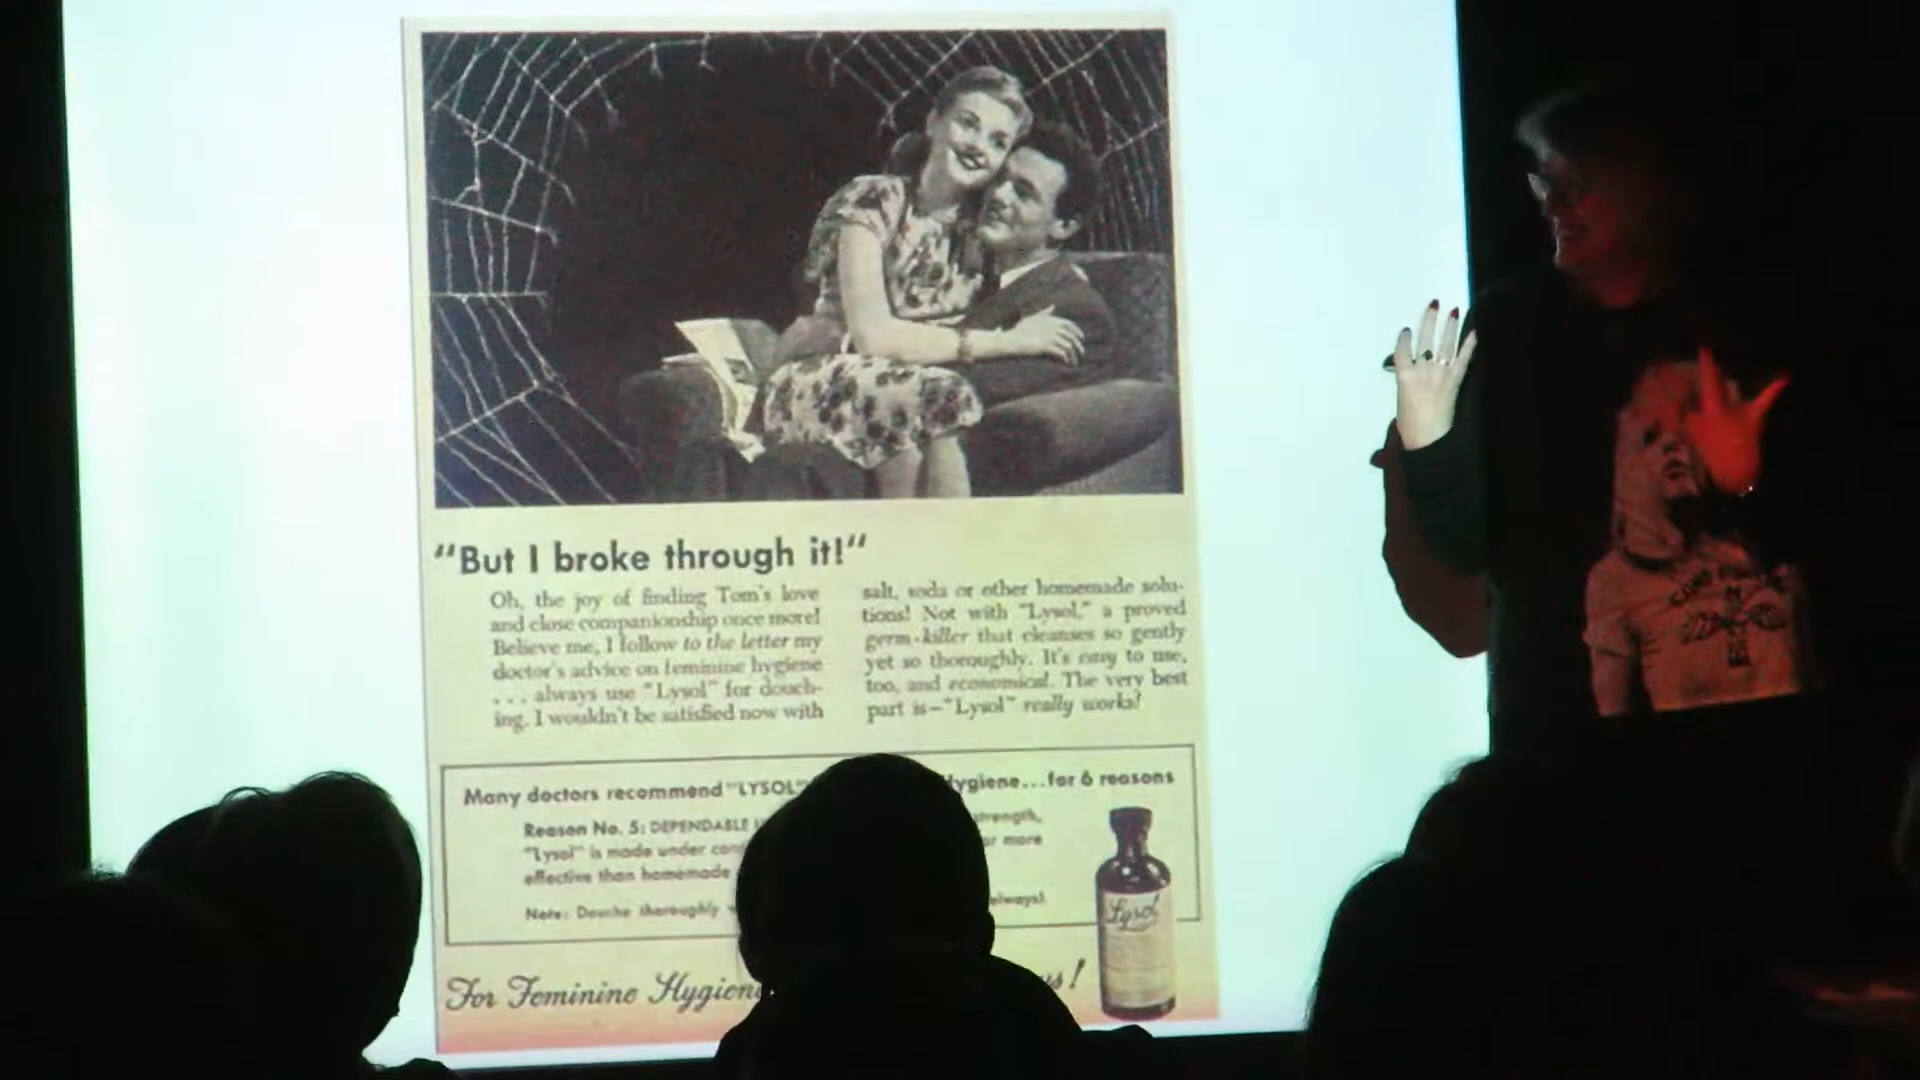 "But I broke through it!"
Oh, the joy of finding Tom's love
and close companionship once more!
Believe me, I follow to the letter my
doctor's advice on feminine hygiene
. . . always use "Lysol" for douch-
ing. I wouldn't be satisfied now with
salt, soda or other homemade solu-
tions! Not with "Lysol," a proved
germ-killer that cleanses so gently
yet so thoroughly. It's easy to use,
too, and economical. The very best
part is—"Lysol" really works!
Many doctors recommend "LYSOL" Hygiene...for 6 reasons
Reason No. 5: DEPENDABLE strength,
"Lysol" is made under or more
effective than homemade
Note: Douche thoroughly always!
For Feminine Hygiene
Lysol